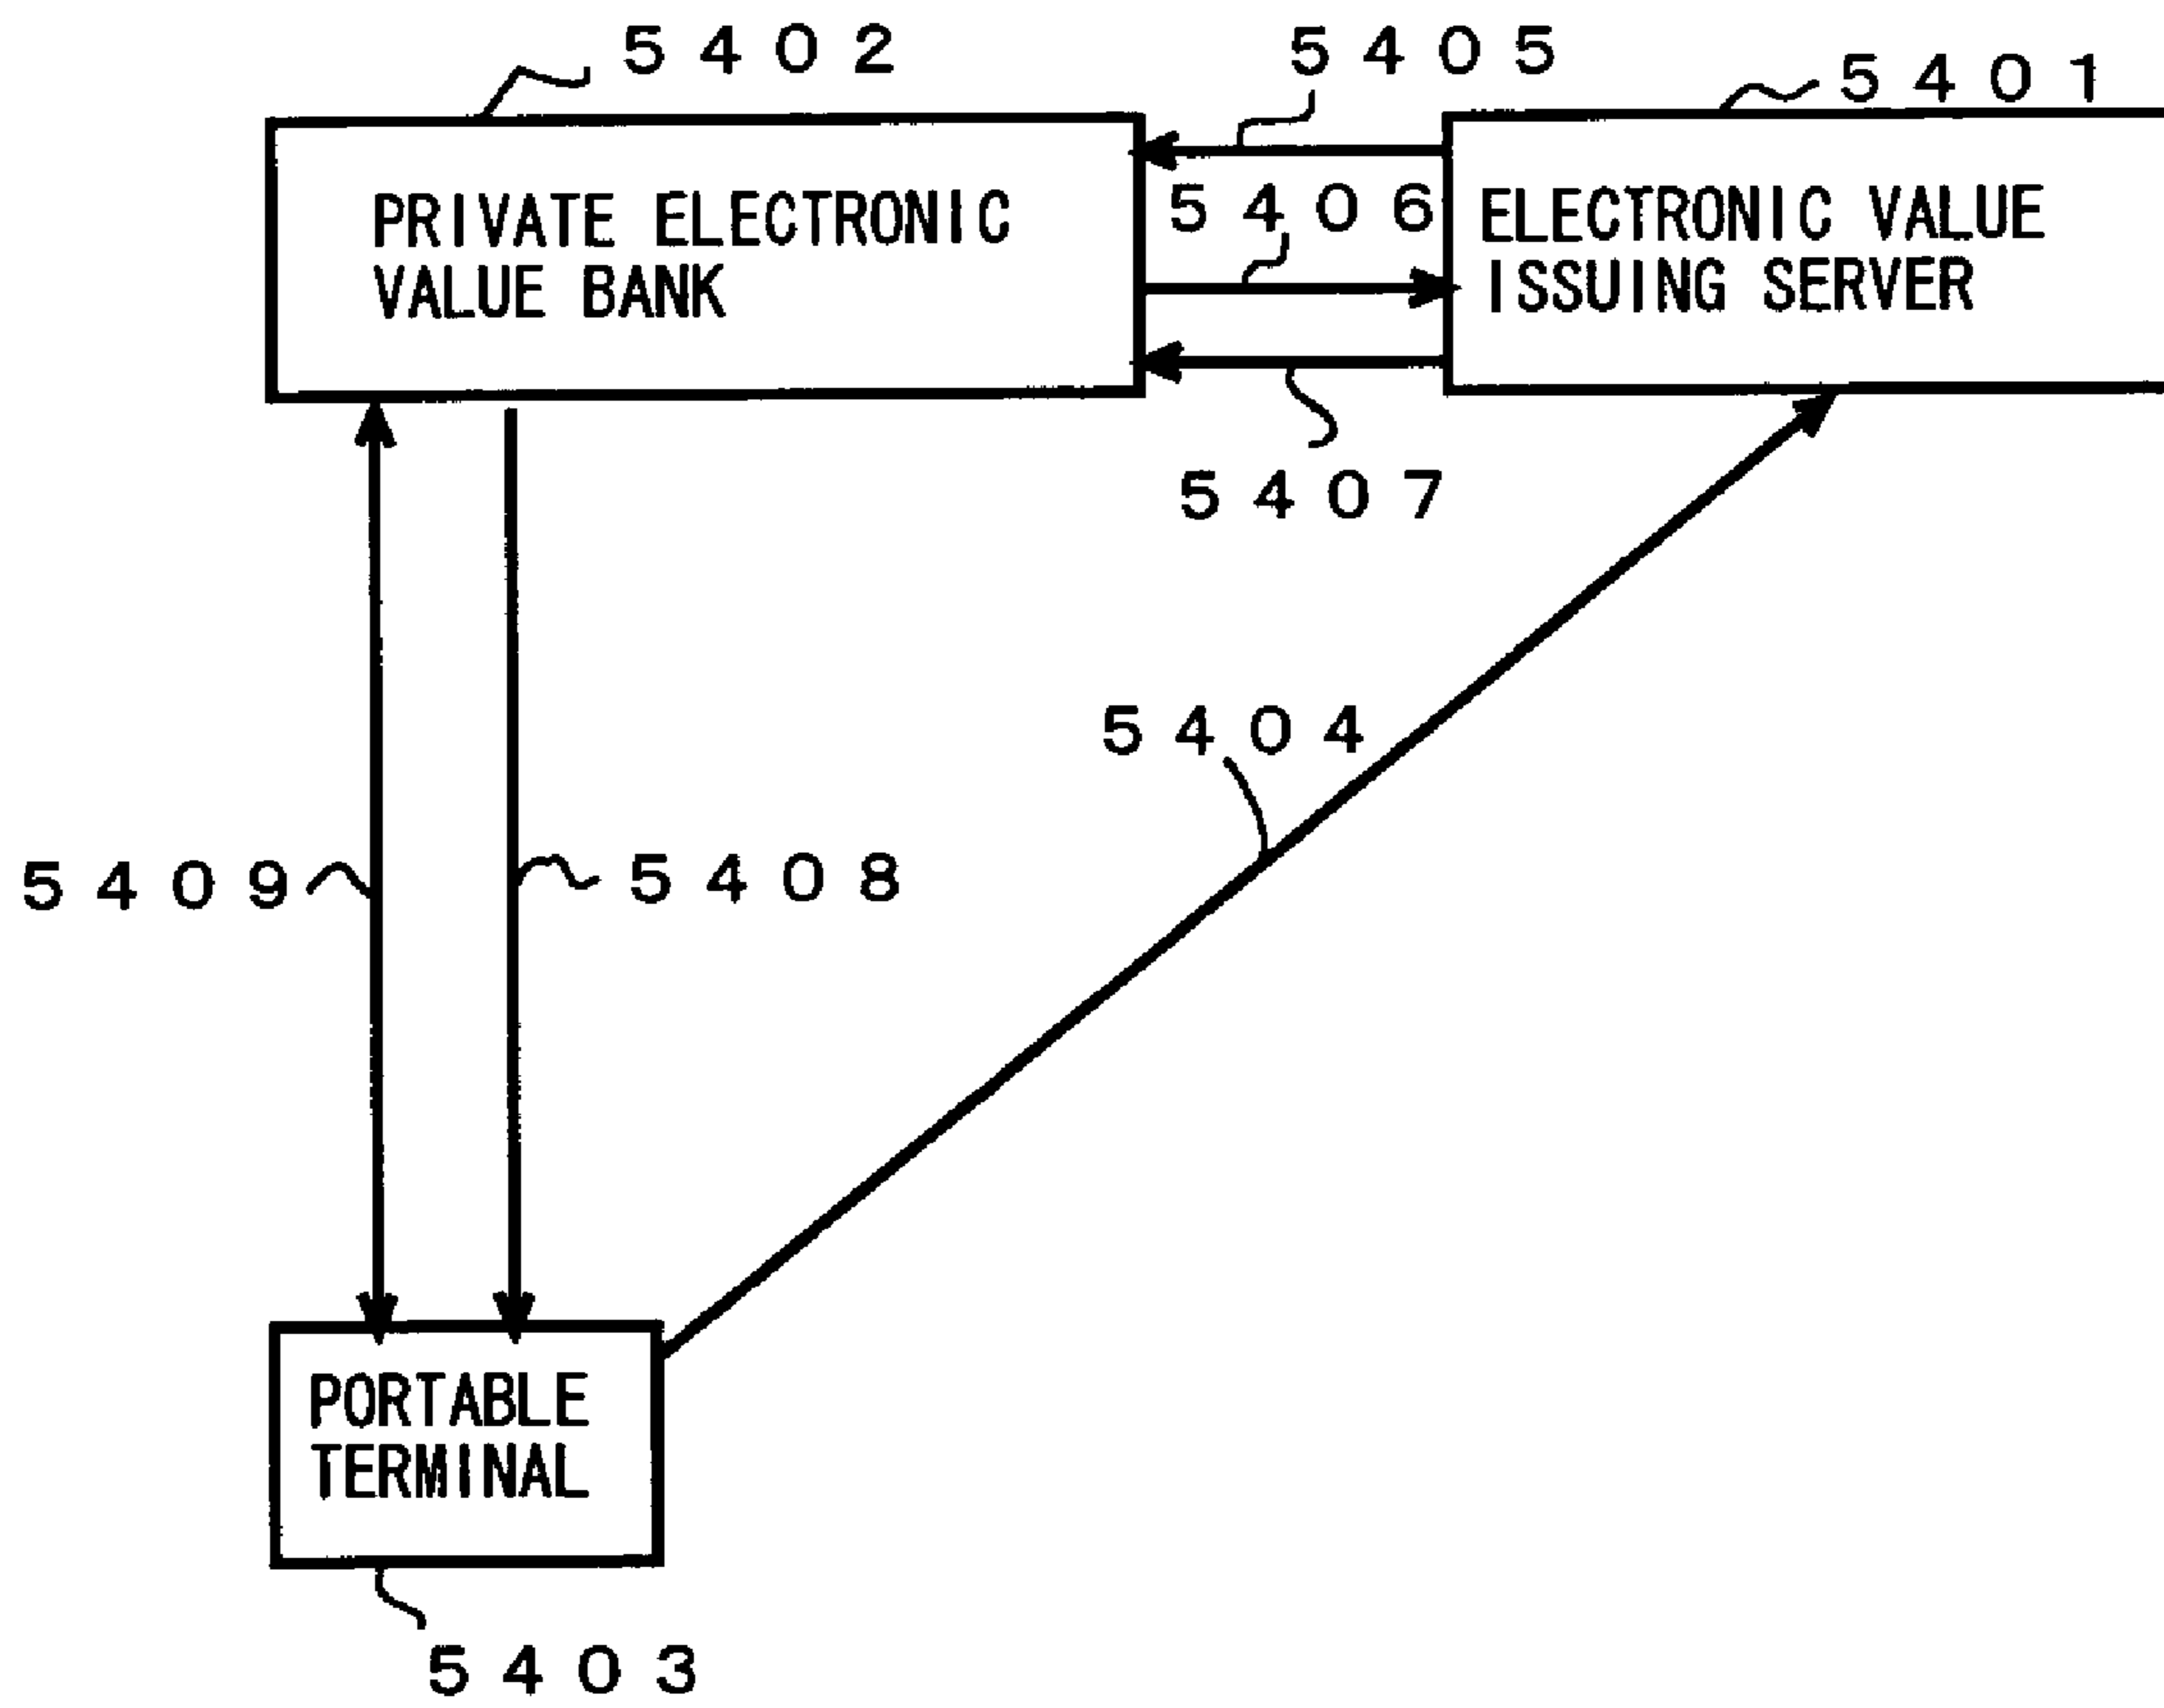 5402
5405
5401
PRIVATE ELECTRONIC
VALUE BANK
5406
ELECTRONIC VALUE
ISSUING SERVER
5407
5404
5409
5408
PORTABLE
TERMINAL
5403